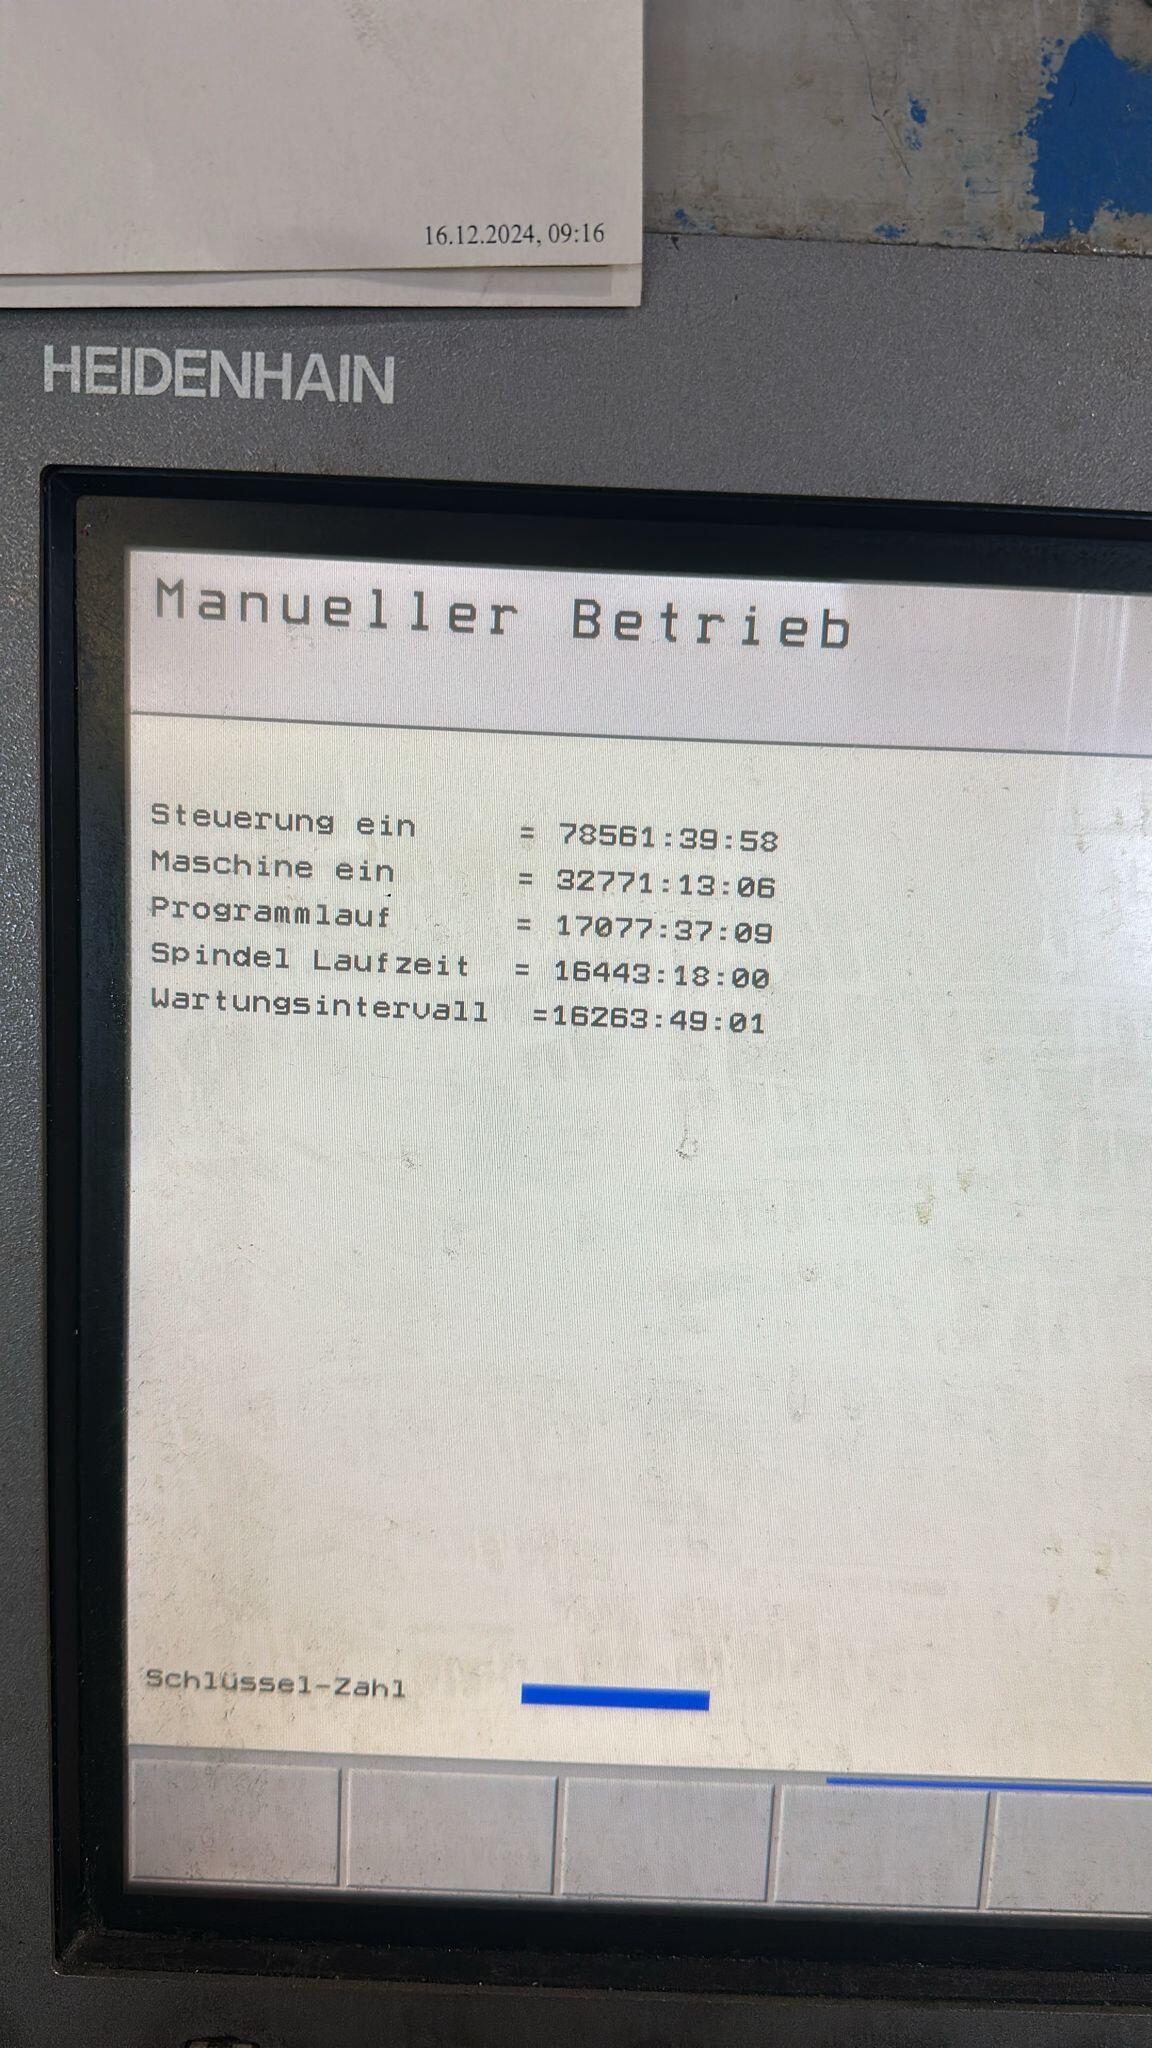 16.12.2024, 09:16
HEIDENHAIN
Manueller Betrieb
Steuerung ein = 78561:39:58
Maschine ein = 32771:13:06
Programmlauf = 17077:37:09
Spindel Laufzeit = 16443:18:00
Wartungsintervall =16263:49:01
Schlüssel-Zahl